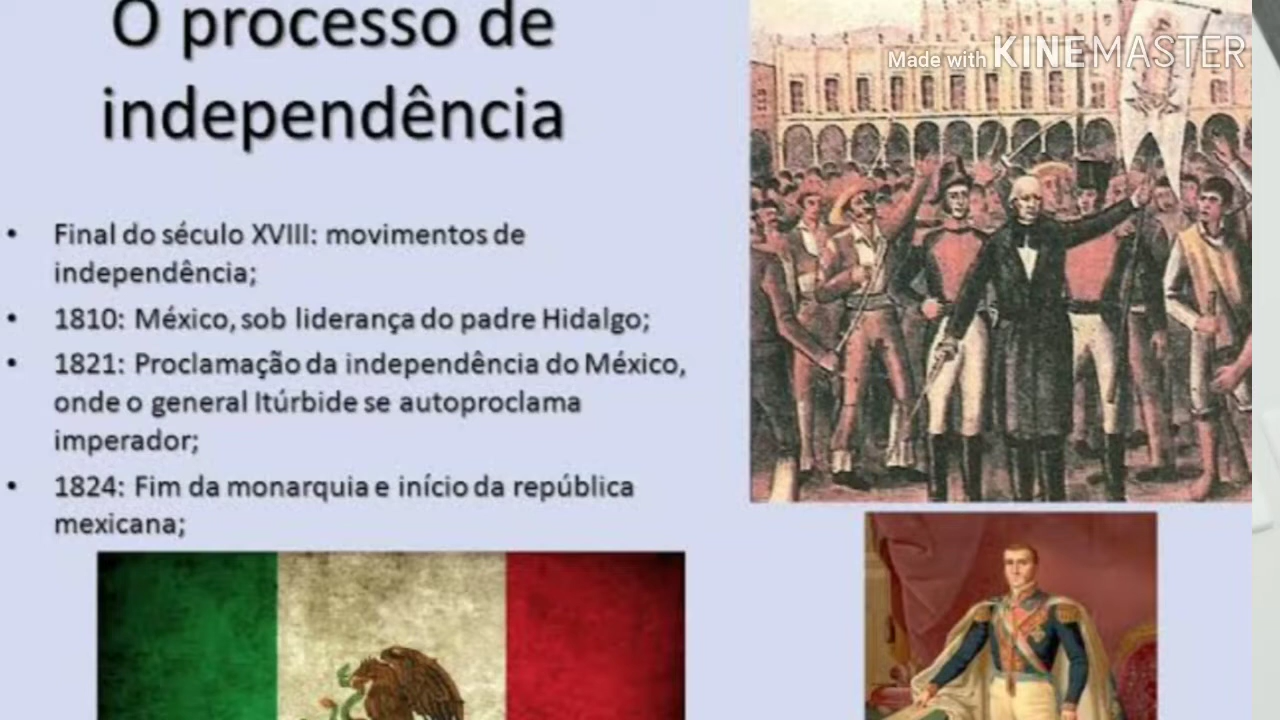 O processo de
independência
Made with KINEMASTER
• Final do século XVIII: movimentos de
independência;
• 1810: México, sob liderança do padre Hidalgo;
• 1821: Proclamação da independência do México,
onde o general Itúrbide se autoproclama
imperador;
• 1824: Fim da monarquia e início da república
mexicana;